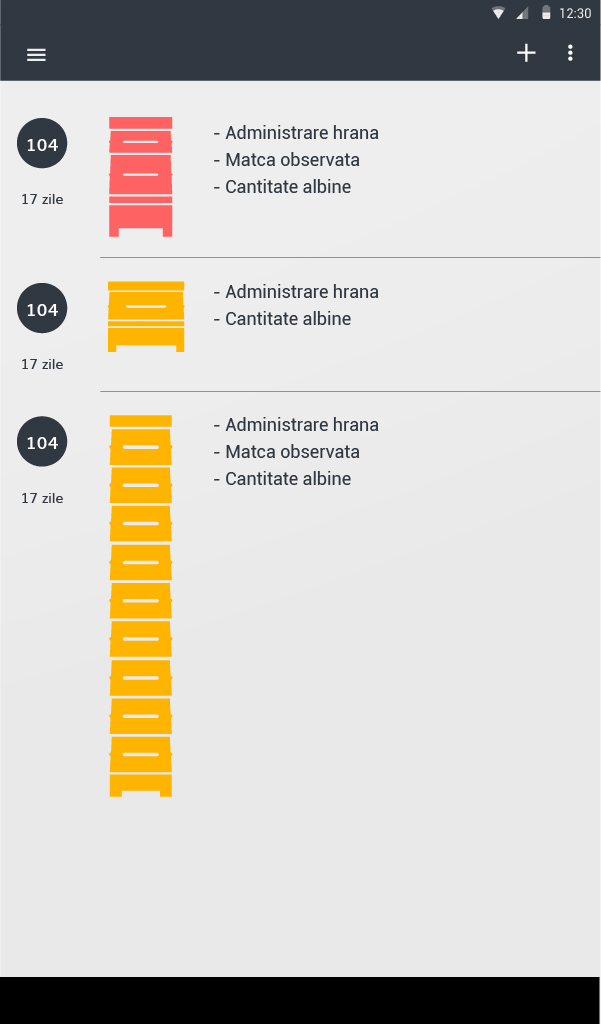 12:30
104
17 zile
- Administrare hrana
- Matca observata
- Cantitate albine
104
17 zile
- Administrare hrana
- Cantitate albine
104
17 zile
- Administrare hrana
- Matca observata
- Cantitate albine